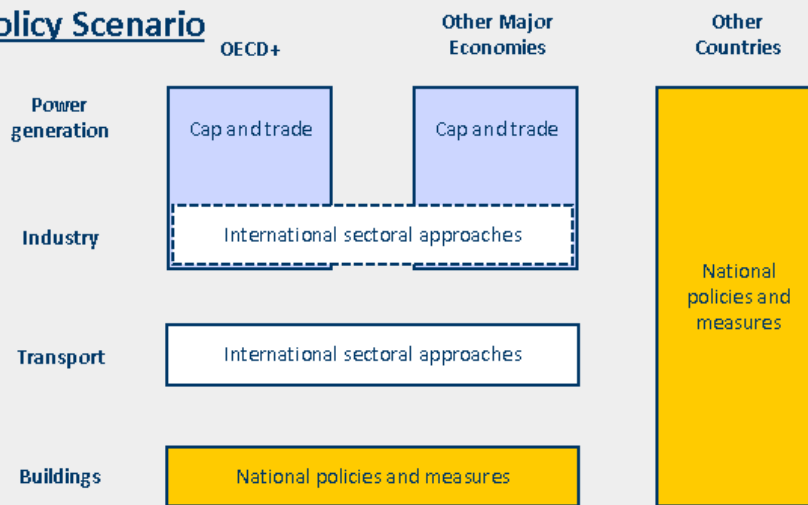 olicy Scenario
OECD+
Other Major
Economies
Other
Countries
Power
generation
Cap and trade
Cap and trade
Industry
International sectoral approaches
National
policies and
measures
Transport
International sectoral approaches
Buildings
National policies and measures